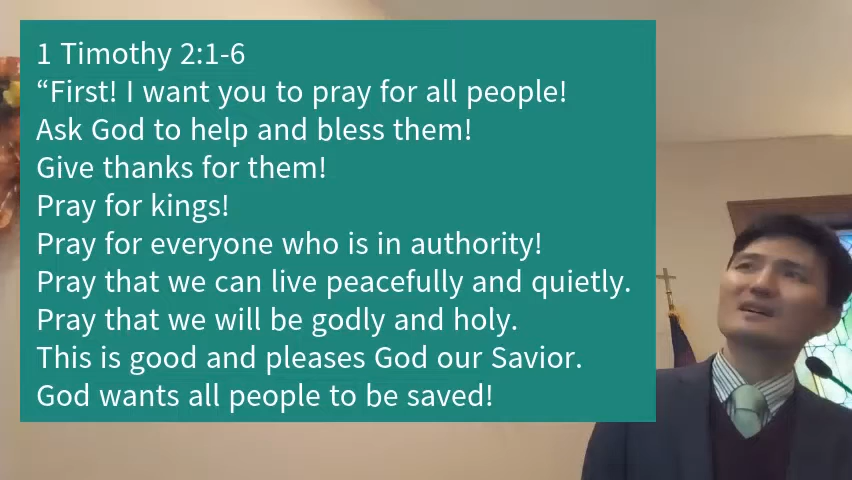 1 Timothy 2:1-6
“First! I want you to pray for all people!
Ask God to help and bless them!
Give thanks for them!
Pray for kings!
Pray for everyone who is in authority!
Pray that we can live peacefully and quietly.
Pray that we will be godly and holy.
This is good and pleases God our Savior.
God wants all people to be saved!